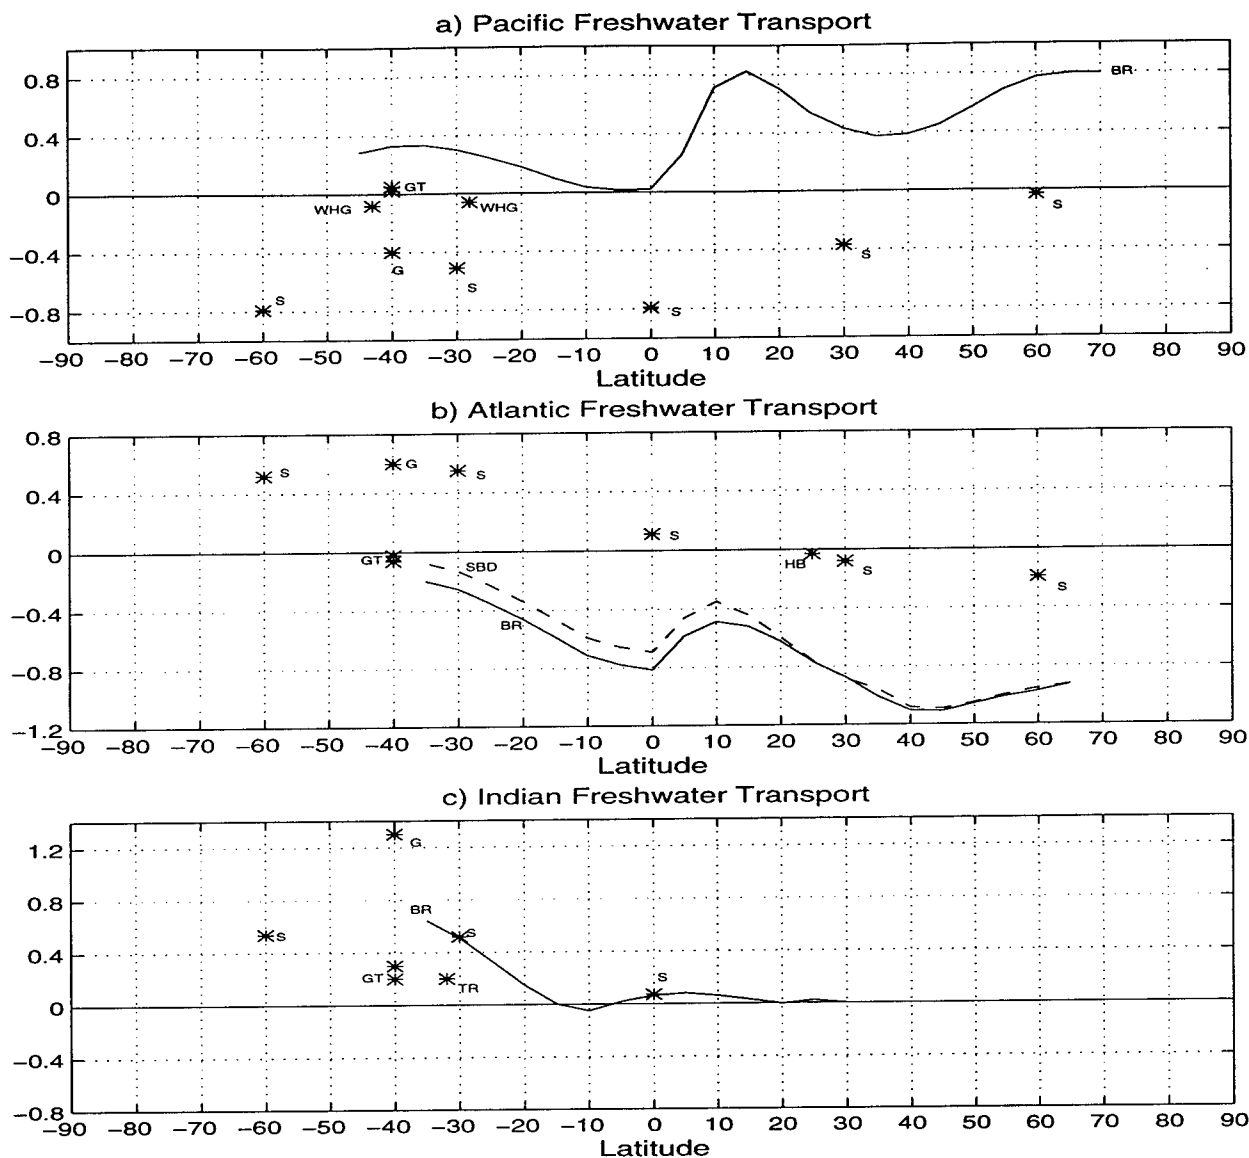 a) Pacific Freshwater Transport
0.8
BR
0.4
GT
0
WHG
WHG
S
−0.4
G
S
S
S
−0.8
S
−90 −80 −70 −60 −50 −40 −30 −20 −10 0 10 20 30 40 50 60 70 80 90
Latitude
b) Atlantic Freshwater Transport
0.8
S
G
S
0.4
S
0
GT
SBD
HB
S
S
−0.4
BR
−0.8
−1.2
−90 −80 −70 −60 −50 −40 −30 −20 −10 0 10 20 30 40 50 60 70 80 90
Latitude
c) Indian Freshwater Transport
1.2
G
0.8
BR
S
S
0.4
GT
TR
S
0
−0.4
−0.8
−90 −80 −70 −60 −50 −40 −30 −20 −10 0 10 20 30 40 50 60 70 80 90
Latitude